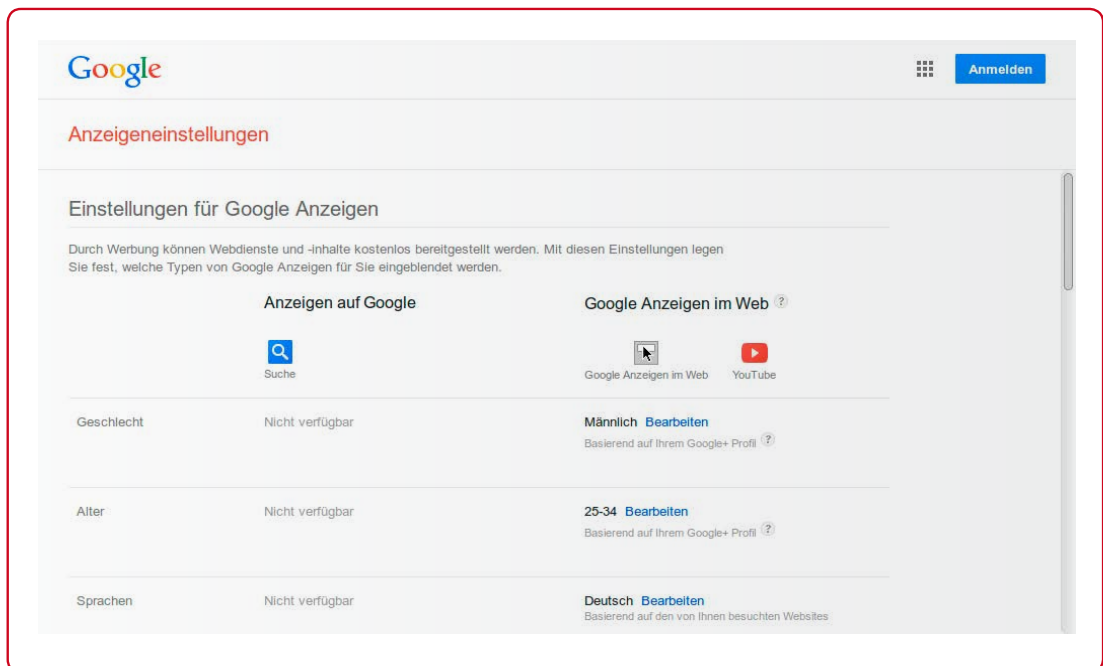 Google
Anmelden
Anzeigeneinstellungen
Einstellungen für Google Anzeigen
Durch Werbung können Webdienste und -inhalte kostenlos bereitgestellt werden. Mit diesen Einstellungen legen
Sie fest, welche Typen von Google Anzeigen für Sie eingeblendet werden.
Anzeigen auf Google
Google Anzeigen im Web ?
Suche
Google Anzeigen im Web
YouTube
Geschlecht
Nicht verfügbar
Männlich Bearbeiten
Basierend auf Ihrem Google+ Profil ?
Alter
Nicht verfügbar
25-34 Bearbeiten
Basierend auf Ihrem Google+ Profil ?
Sprachen
Nicht verfügbar
Deutsch Bearbeiten
Basierend auf den von Ihnen besuchten Websites